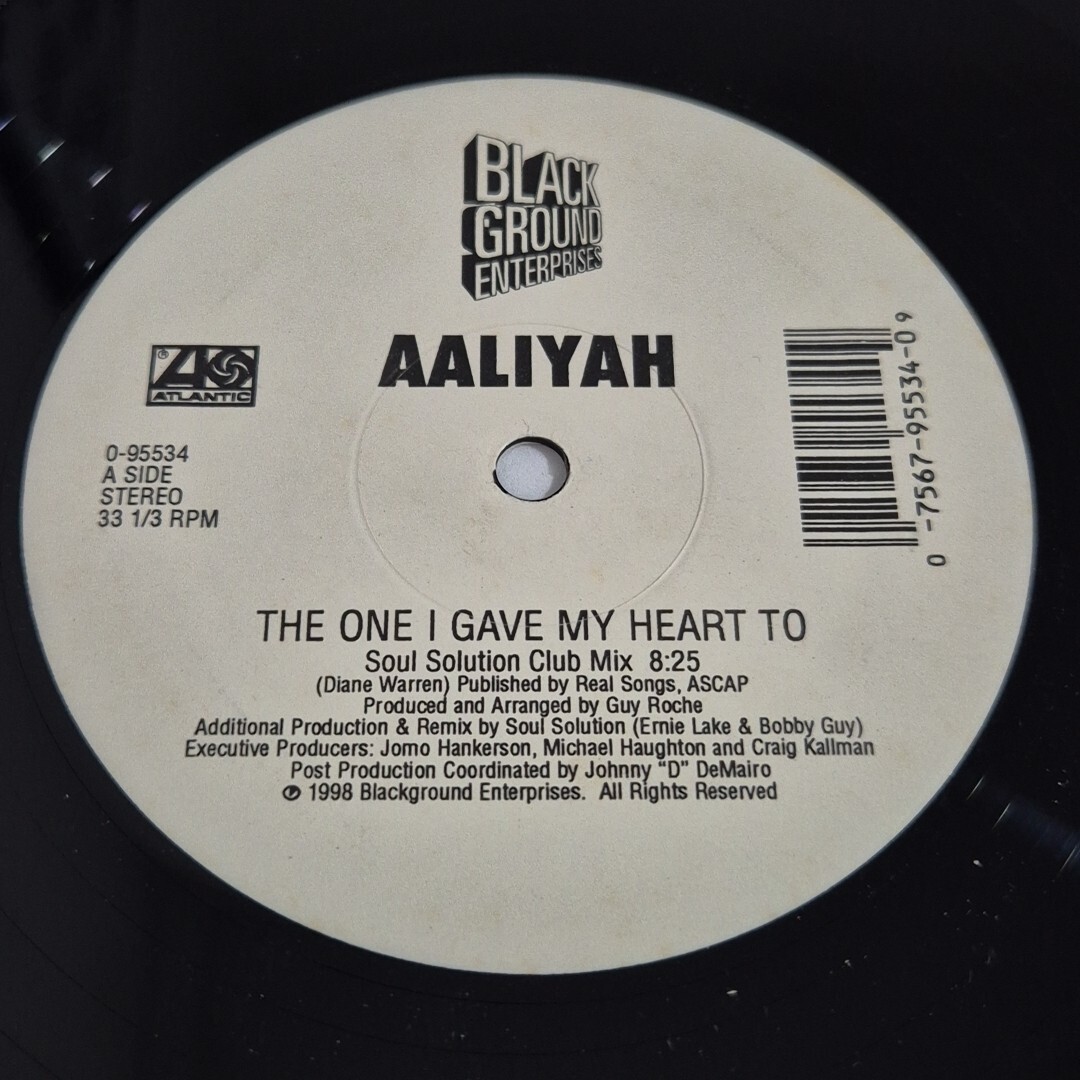 BLACK
GROUND
ENTERPRISES
AALIYAH
®
ATLANTIC
0-95534
A SIDE
STEREO
33 1/3 RPM
0 -7567-95534-0 9
THE ONE I GAVE MY HEART TO
Soul Solution Club Mix 8:25
(Diane Warren) Published by Real Songs, ASCAP
Produced and Arranged by Guy Roche
Additional Production & Remix by Soul Solution (Ernie Lake & Bobby Guy)
Executive Producers: Jomo Hankerson, Michael Haughton and Craig Kallman
Post Production Coordinated by Johnny “D” DeMairo
℗ 1998 Blackground Enterprises. All Rights Reserved